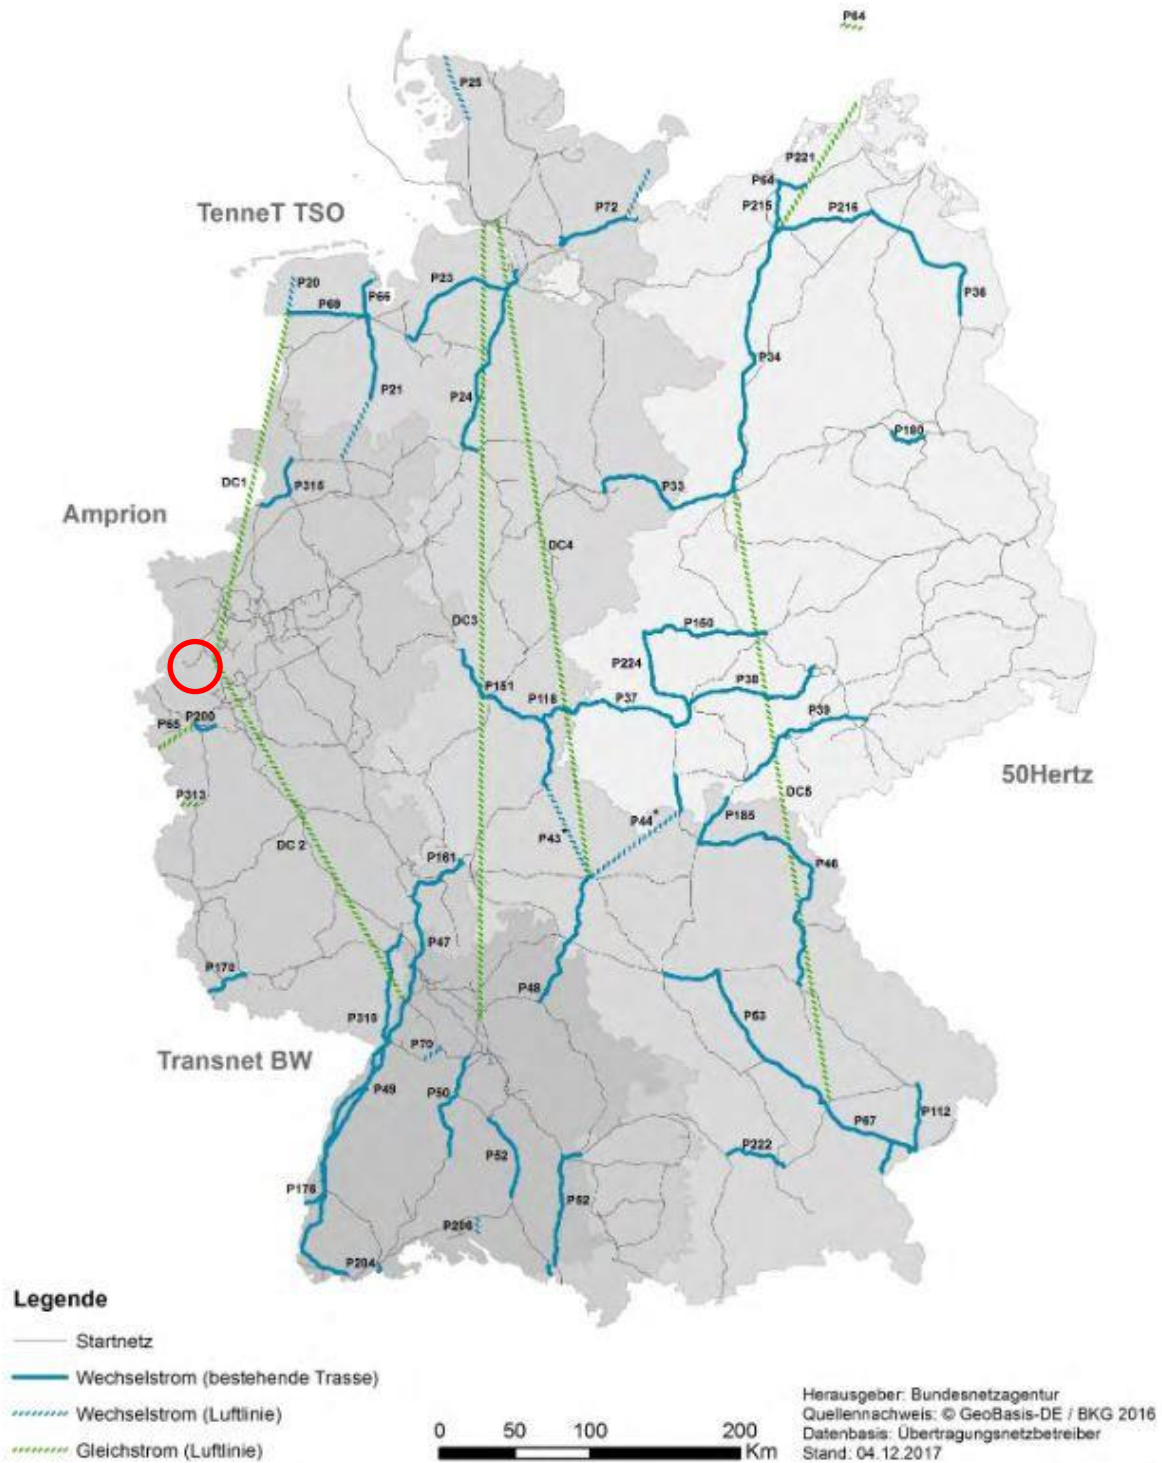 P64
P25
P221
P64
P72
P215
P216
TenneT TSO
P20
P23
P66
P69
P36
P34
P21
P24
P180
DC1
P315
P33
Amprion
DC4
DC3
P150
P224
P151
P118
P37
P38
P65
P200
P39
50Hertz
P313
DC5
P185
P43
P44*
DC 2
P161
P46
P47
P170
P48
P310
P53
P70
Transnet BW
P49
P50
P112
P67
P52
P222
P176
P52
P206
P204
Legende
Startnetz
Wechselstrom (bestehende Trasse)
Wechselstrom (Luftlinie)
Gleichstrom (Luftlinie)
0 50 100 200
Km
Herausgeber: Bundesnetzagentur
Quellennachweis: © GeoBasis-DE / BKG 2016
Datenbasis: Übertragungsnetzbetreiber
Stand: 04.12.2017